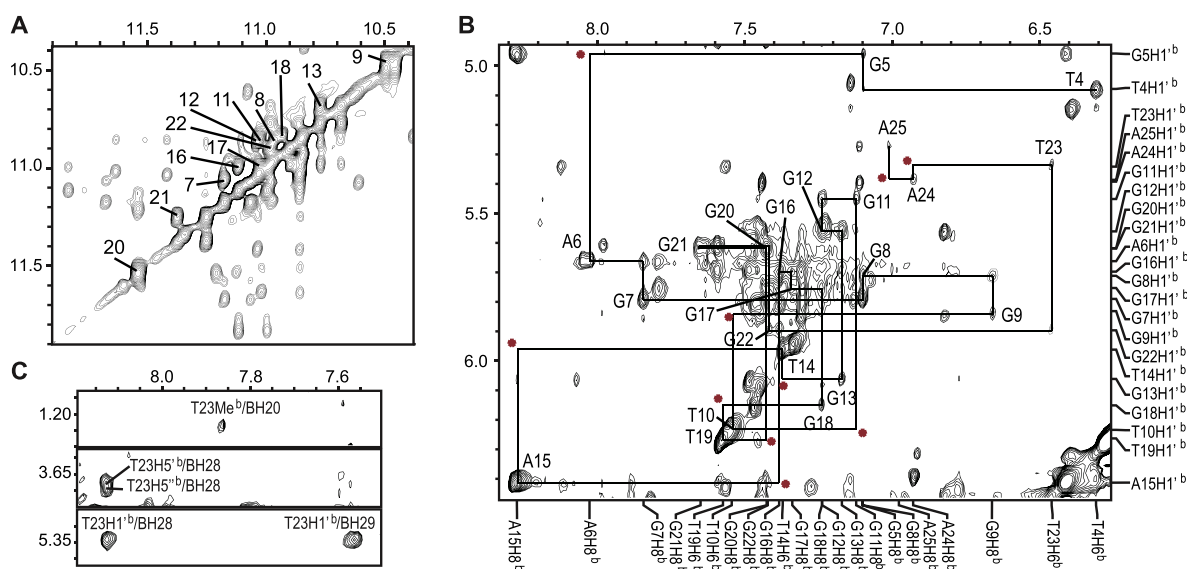 A
11.5 11.0 10.5
10.5
11.0
11.5
9
18
13
12
11
8
22
17
16
7
21
20
B
8.0 7.5 7.0 6.5
5.0
5.5
6.0
G5
T4
A25
T23
A24
G12
G11
G16
G20
A6
G21
G8
G7
G17
G9
G22
T14
G13
T10
G18
T19
A15
G5H1'b
T4H1'b
T23H1'b
A25H1'b
A24H1'b
G11H1'b
G12H1'b
G20H1'b
G21H1'b
A6H1'b
G16H1'b
G8H1'b
G17H1'b
G7H1'b
G9H1'b
G22H1'b
T14H1'b
G13H1'b
G18H1'b
T10H1'b
T19H1'b
A15H1'b
A15H8b
A6H8b
G7H8b
G21H8b
T19H6b
T10H6b
G20H8b
G22H8b
G16H8b
T14H6b
G17H8b
G18H8b
G12H8b
G13H8b
G11H8b
G5H8b
G8H8b
A25H8b
A24H8b
G9H8b
T23H6b
T4H6b
C
8.0 7.8 7.6
1.20
T23Meb/BH20
3.65
T23H5'b/BH28
T23H5''b/BH28
5.35
T23H1'b/BH28
T23H1'b/BH29